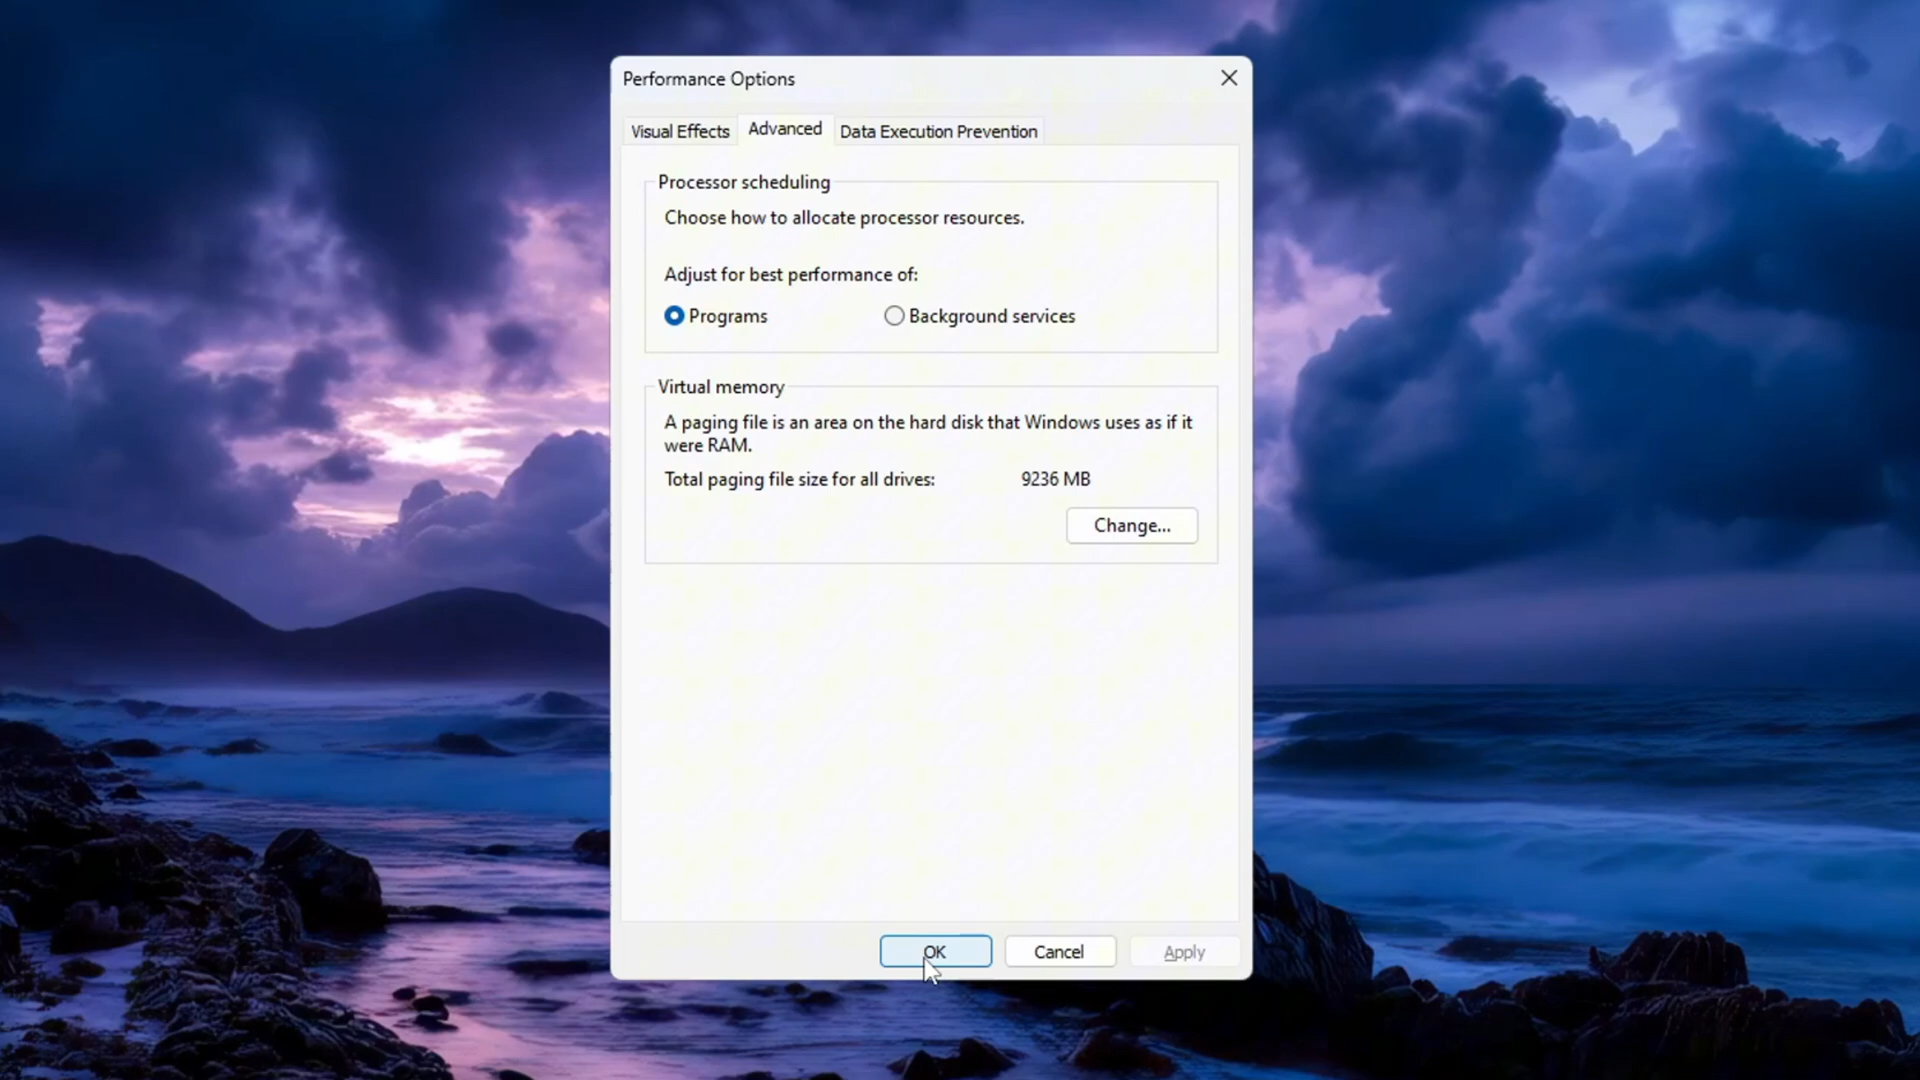 Performance Options
Visual Effects
Advanced
Data Execution Prevention
Processor scheduling
Choose how to allocate processor resources.
Adjust for best performance of:
Programs
Background services
Virtual memory
A paging file is an area on the hard disk that Windows uses as if it
were RAM.
Total paging file size for all drives: 9236 MB
Change...
OK
Cancel
Apply